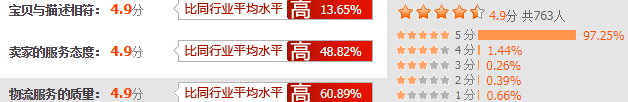 宝贝与描述相符： 4.9分 比同行业平均水平 高 13.65%
卖家的服务态度： 4.9分 比同行业平均水平 高 48.82%
物流服务的质量： 4.9分 比同行业平均水平 高 60.89%
4.9分 共763人
5分 97.25%
4分 1.44%
3分 0.26%
2分 0.39%
1分 0.66%